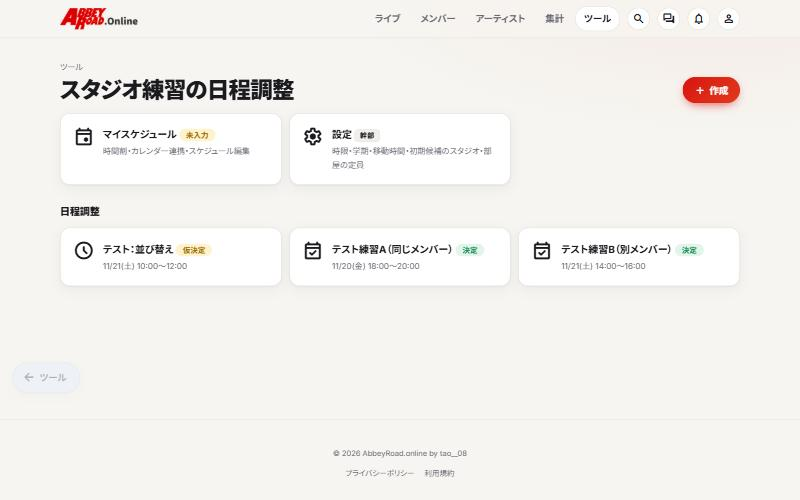 ABBEY ROAD.Online
ライブ メンバー アーティスト 集計 ツール
ツール
スタジオ練習の日程調整
+ 作成
マイスケジュール 未入力
時間割・カレンダー連携・スケジュール編集
設定 幹部
時限・学期・移動時間・初期候補のスタジオ・部
屋の定員
日程調整
テスト：並び替え 仮決定
11/21(土) 10:00〜12:00
テスト練習A（同じメンバー） 決定
11/20(金) 18:00〜20:00
テスト練習B（別メンバー） 決定
11/21(土) 14:00〜16:00
← ツール
© 2026 AbbeyRoad.online by tao__08
プライバシーポリシー 利用規約